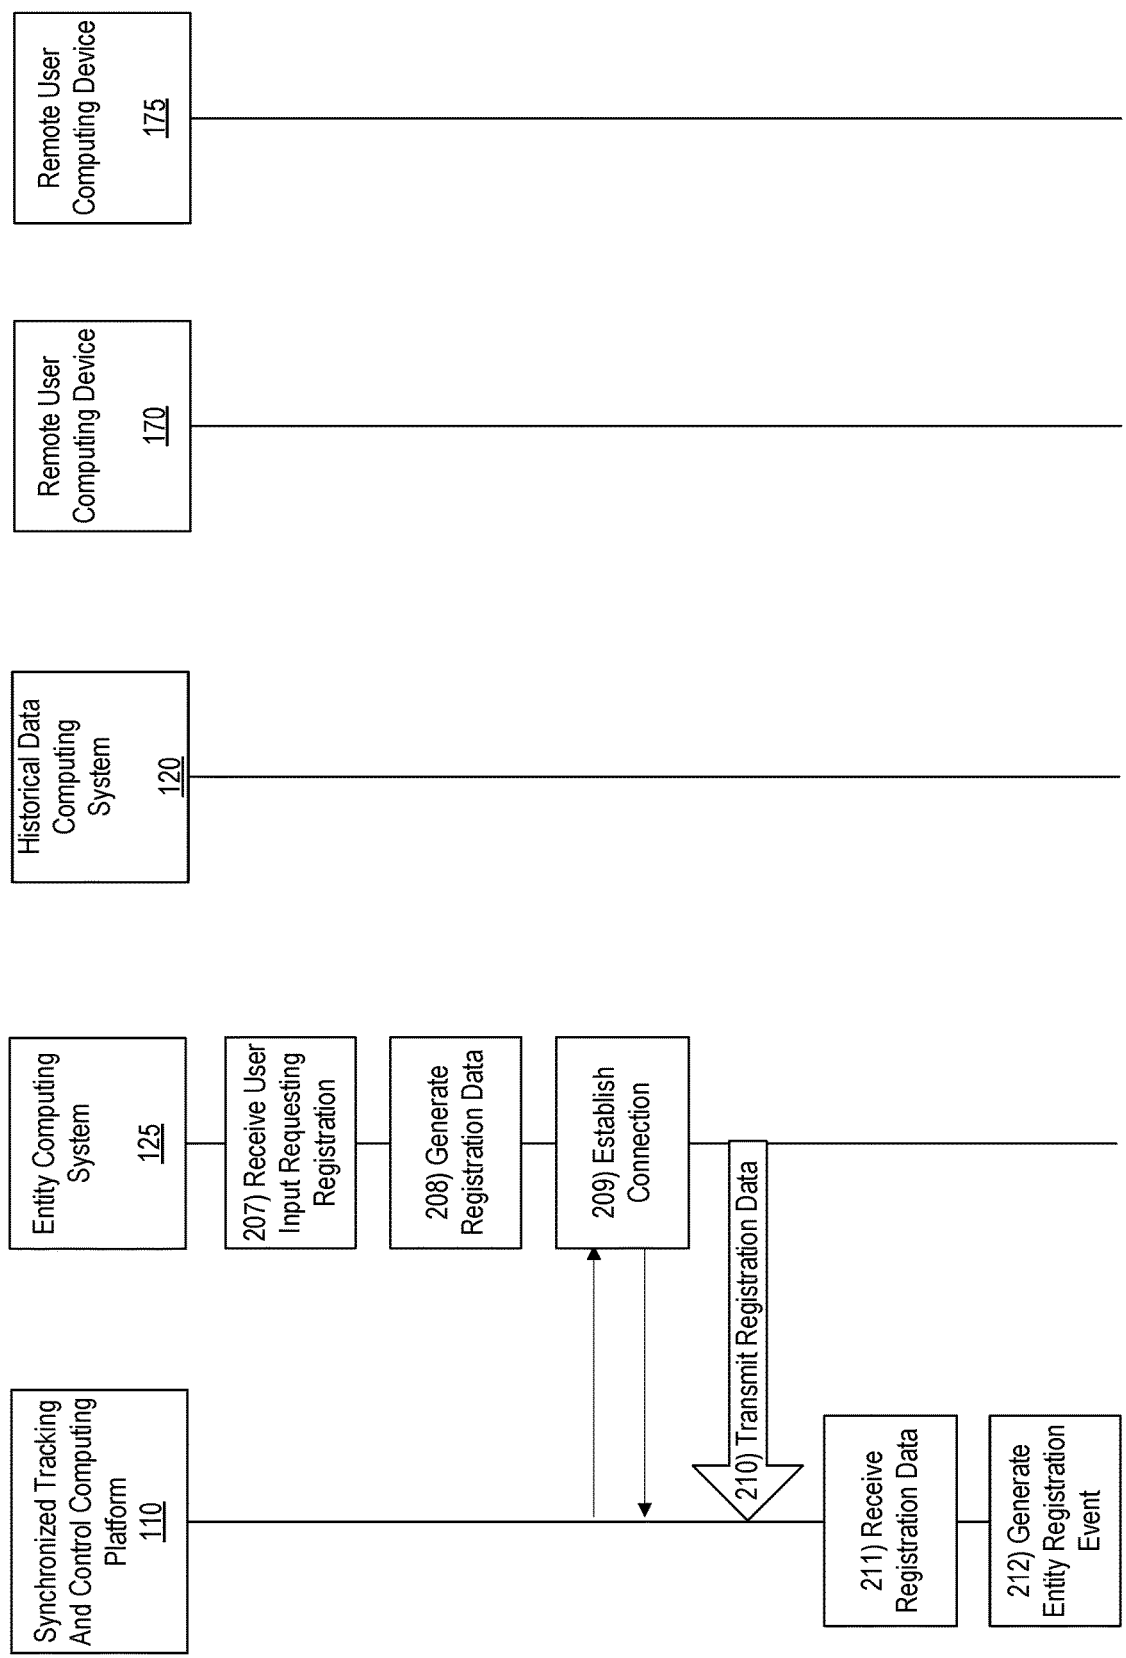 Synchronized Tracking
And Control Computing
Platform
110
Entity Computing
System
125
Historical Data
Computing
System
120
Remote User
Computing Device
170
Remote User
Computing Device
175
207) Receive User
Input Requesting
Registration
208) Generate
Registration Data
209) Establish
Connection
210) Transmit Registration Data
211) Receive
Registration Data
212) Generate
Entity Registration
Event